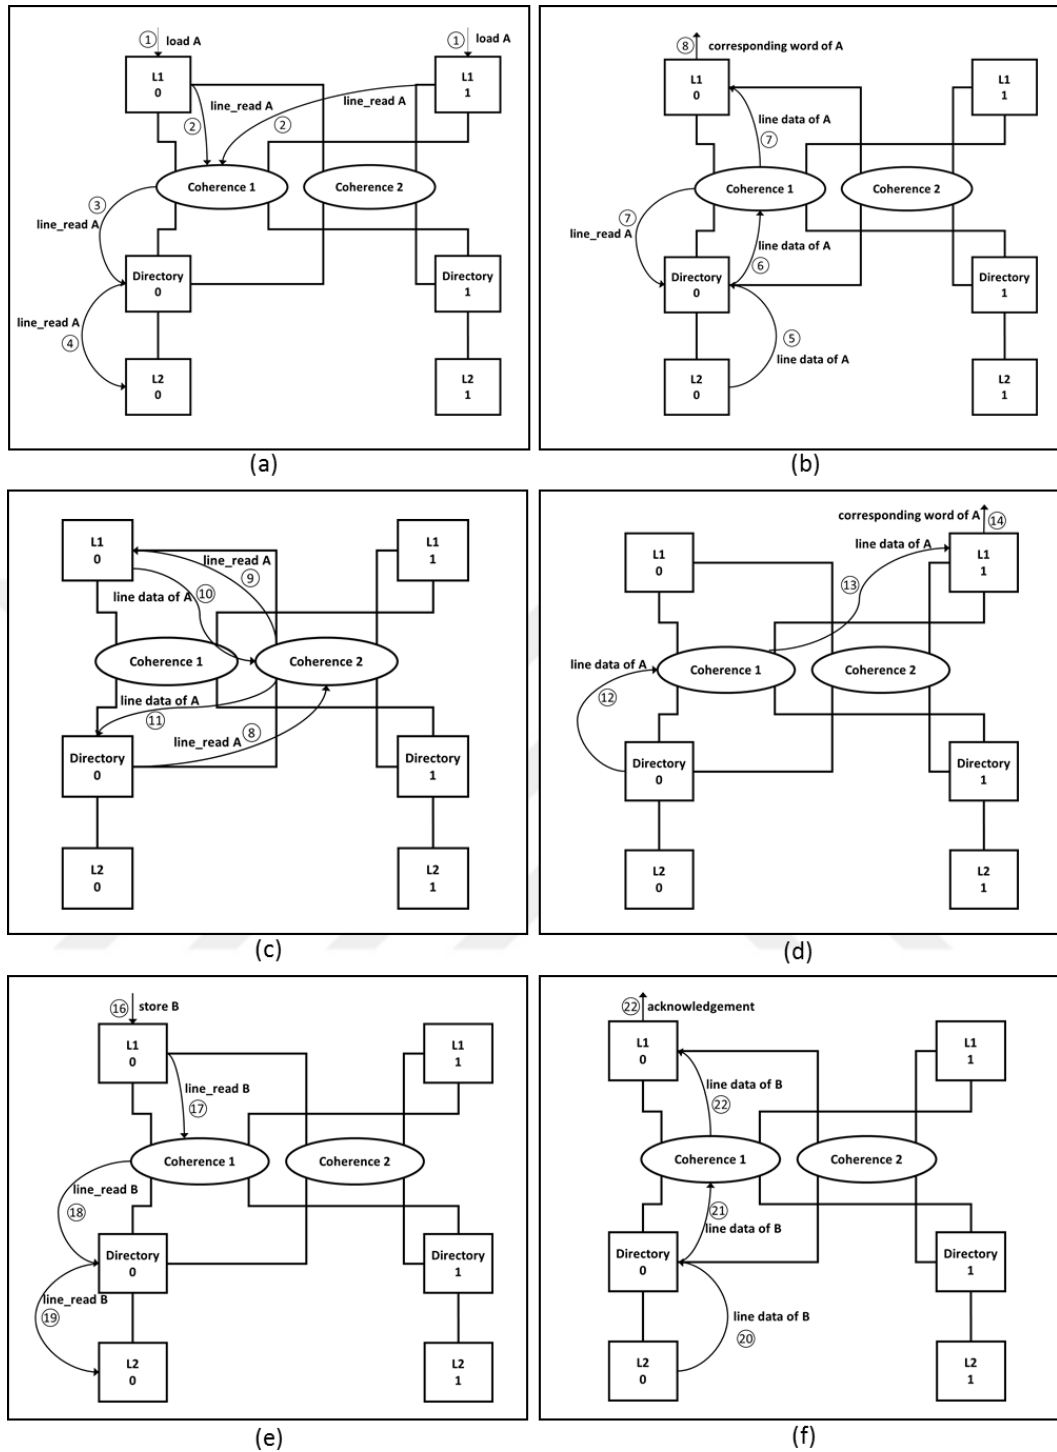 ① load A
① load A
L1
0
L1
1
line_read A
②
line_read A
②
Coherence 1
Coherence 2
③
line_read A
Directory
0
Directory
1
line_read A
④
L2
0
L2
1
(a)
⑧ corresponding word of A
L1
0
L1
1
line data of A
⑦
Coherence 1
Coherence 2
⑦
line_read A
line data of A
⑥
Directory
0
Directory
1
⑤
line data of A
L2
0
L2
1
(b)
L1
0
L1
1
line_read A
⑨
line data of A
⑩
Coherence 1
Coherence 2
line data of A
⑪
line_read A
⑧
Directory
0
Directory
1
L2
0
L2
1
(c)
corresponding word of A ⑭
L1
0
L1
1
line data of A
⑬
Coherence 1
Coherence 2
line data of A
⑫
Directory
0
Directory
1
L2
0
L2
1
(d)
⑯ store B
L1
0
L1
1
line_read B
⑰
Coherence 1
Coherence 2
line_read B
⑱
Directory
0
Directory
1
line_read B
⑲
L2
0
L2
1
(e)
㉒ acknowledgement
L1
0
L1
1
line data of B
㉒
Coherence 1
Coherence 2
㉑
line data of B
Directory
0
Directory
1
line data of B
⑳
L2
0
L2
1
(f)